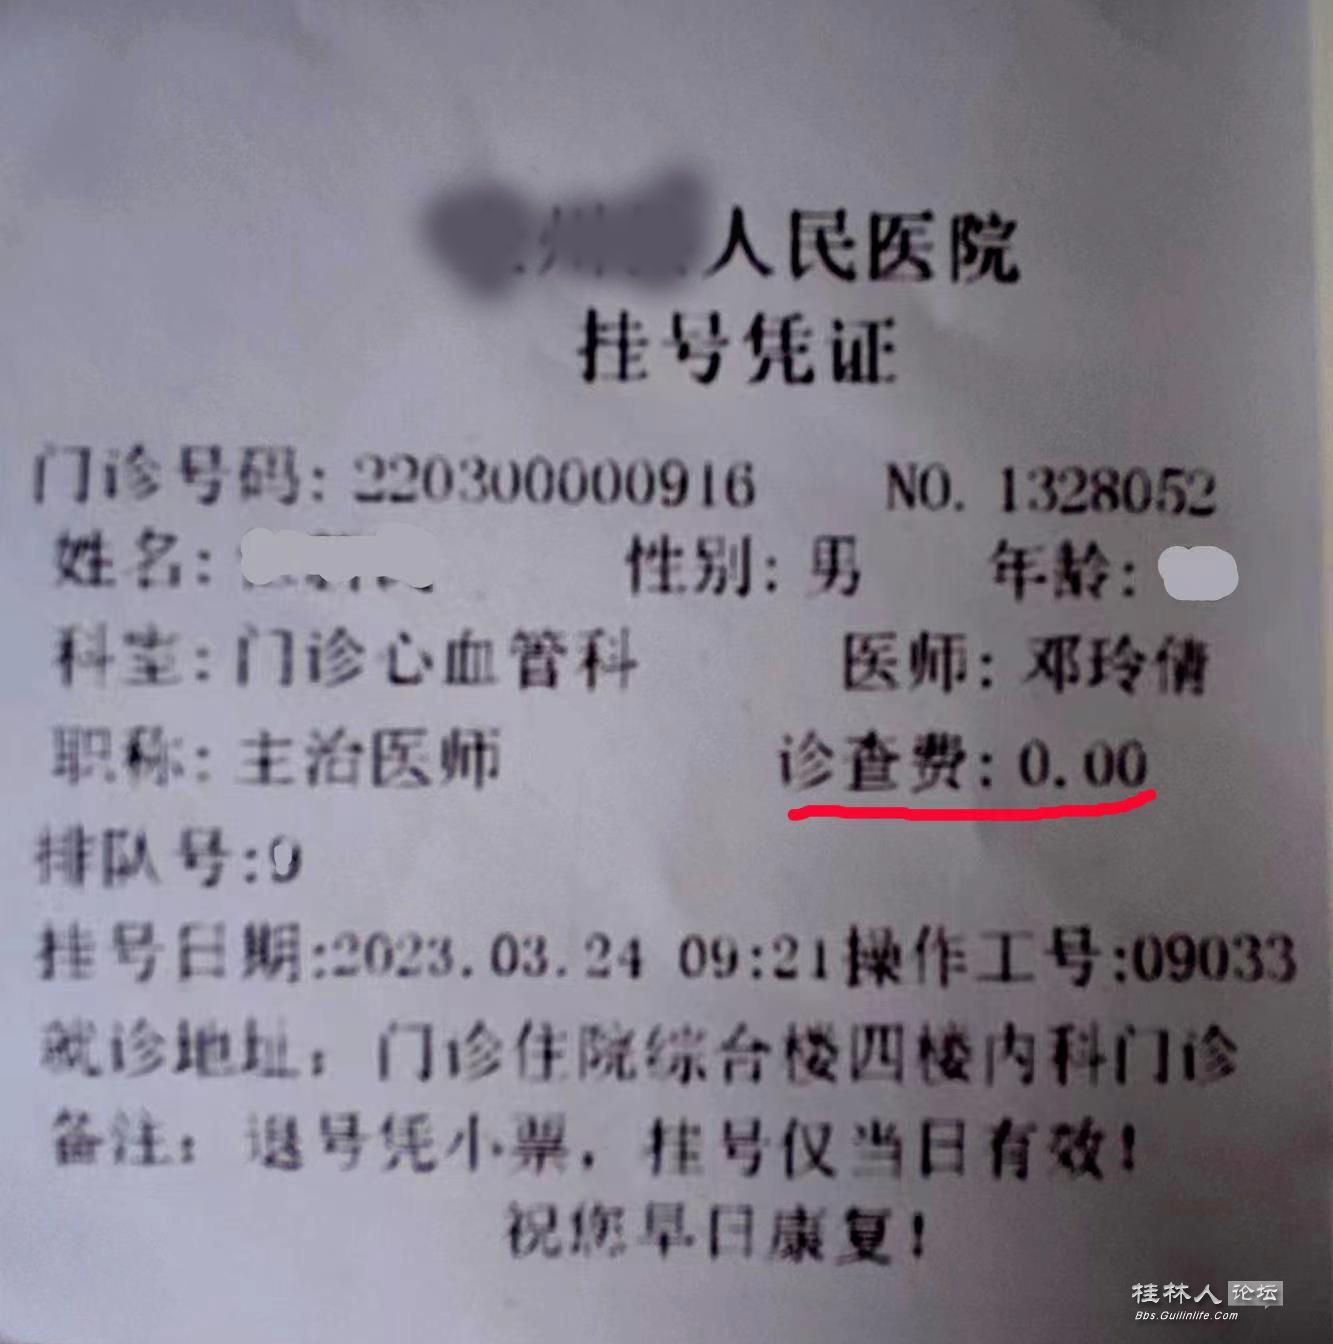 人民医院
挂号凭证
门诊号码: 220300000916 NO. 1328052
姓名: 性别: 男 年龄:
科室: 门诊心血管科 医师: 邓玲倩
职称: 主治医师 诊查费: 0.00
排队号:9
挂号日期:2023.03.24 09:21操作工号:09033
就诊地址: 门诊住院综合楼四楼内科门诊
备注: 退号凭小票, 挂号仅当日有效!
祝您早日康复!
桂林人论坛
Bbs.Guilinlife.Com